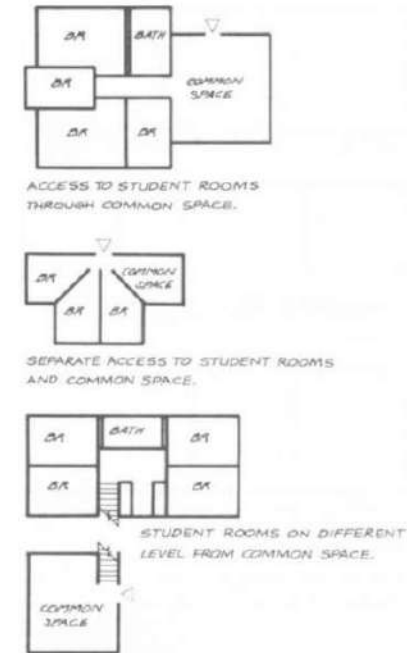 BR
BATH
BR
COMMON
SPACE
BR
BR
ACCESS TO STUDENT ROOMS
THROUGH COMMON SPACE.
BR
COMMON
SPACE
BR
BR
SEPARATE ACCESS TO STUDENT ROOMS
AND COMMON SPACE.
BR
BATH
BR
BR
BR
STUDENT ROOMS ON DIFFERENT
LEVEL FROM COMMON SPACE.
COMMON
SPACE